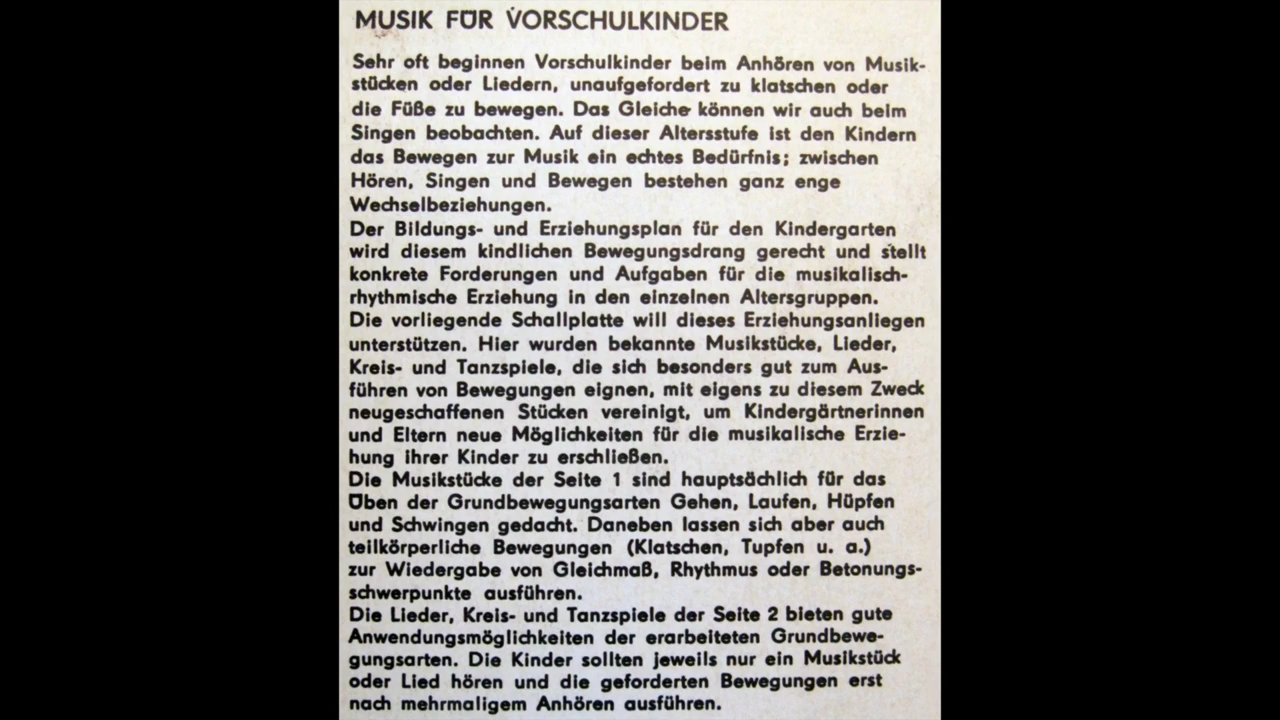 MUSIK FÜR VORSCHULKINDER
Sehr oft beginnen Vorschulkinder beim Anhören von Musik-
stücken oder Liedern, unaufgefordert zu klatschen oder
die Füße zu bewegen. Das Gleiche können wir auch beim
Singen beobachten. Auf dieser Altersstufe ist den Kindern
das Bewegen zur Musik ein echtes Bedürfnis; zwischen
Hören, Singen und Bewegen bestehen ganz enge
Wechselbeziehungen.
Der Bildungs- und Erziehungsplan für den Kindergarten
wird diesem kindlichen Bewegungsdrang gerecht und stellt
konkrete Forderungen und Aufgaben für die musikalisch-
rhythmische Erziehung in den einzelnen Altersgruppen.
Die vorliegende Schallplatte will dieses Erziehungsanliegen
unterstützen. Hier wurden bekannte Musikstücke, Lieder,
Kreis- und Tanzspiele, die sich besonders gut zum Aus-
führen von Bewegungen eignen, mit eigens zu diesem Zweck
neugeschaffenen Stücken vereinigt, um Kindergärtnerinnen
und Eltern neue Möglichkeiten für die musikalische Erzie-
hung ihrer Kinder zu erschließen.
Die Musikstücke der Seite 1 sind hauptsächlich für das
Üben der Grundbewegungsarten Gehen, Laufen, Hüpfen
und Schwingen gedacht. Daneben lassen sich aber auch
teilkörperliche Bewegungen (Klatschen, Tupfen u. a.)
zur Wiedergabe von Gleichmaß, Rhythmus oder Betonungs-
schwerpunkte ausführen.
Die Lieder, Kreis- und Tanzspiele der Seite 2 bieten gute
Anwendungsmöglichkeiten der erarbeiteten Grundbewe-
gungsarten. Die Kinder sollten jeweils nur ein Musikstück
oder Lied hören und die geforderten Bewegungen erst
nach mehrmaligem Anhören ausführen.